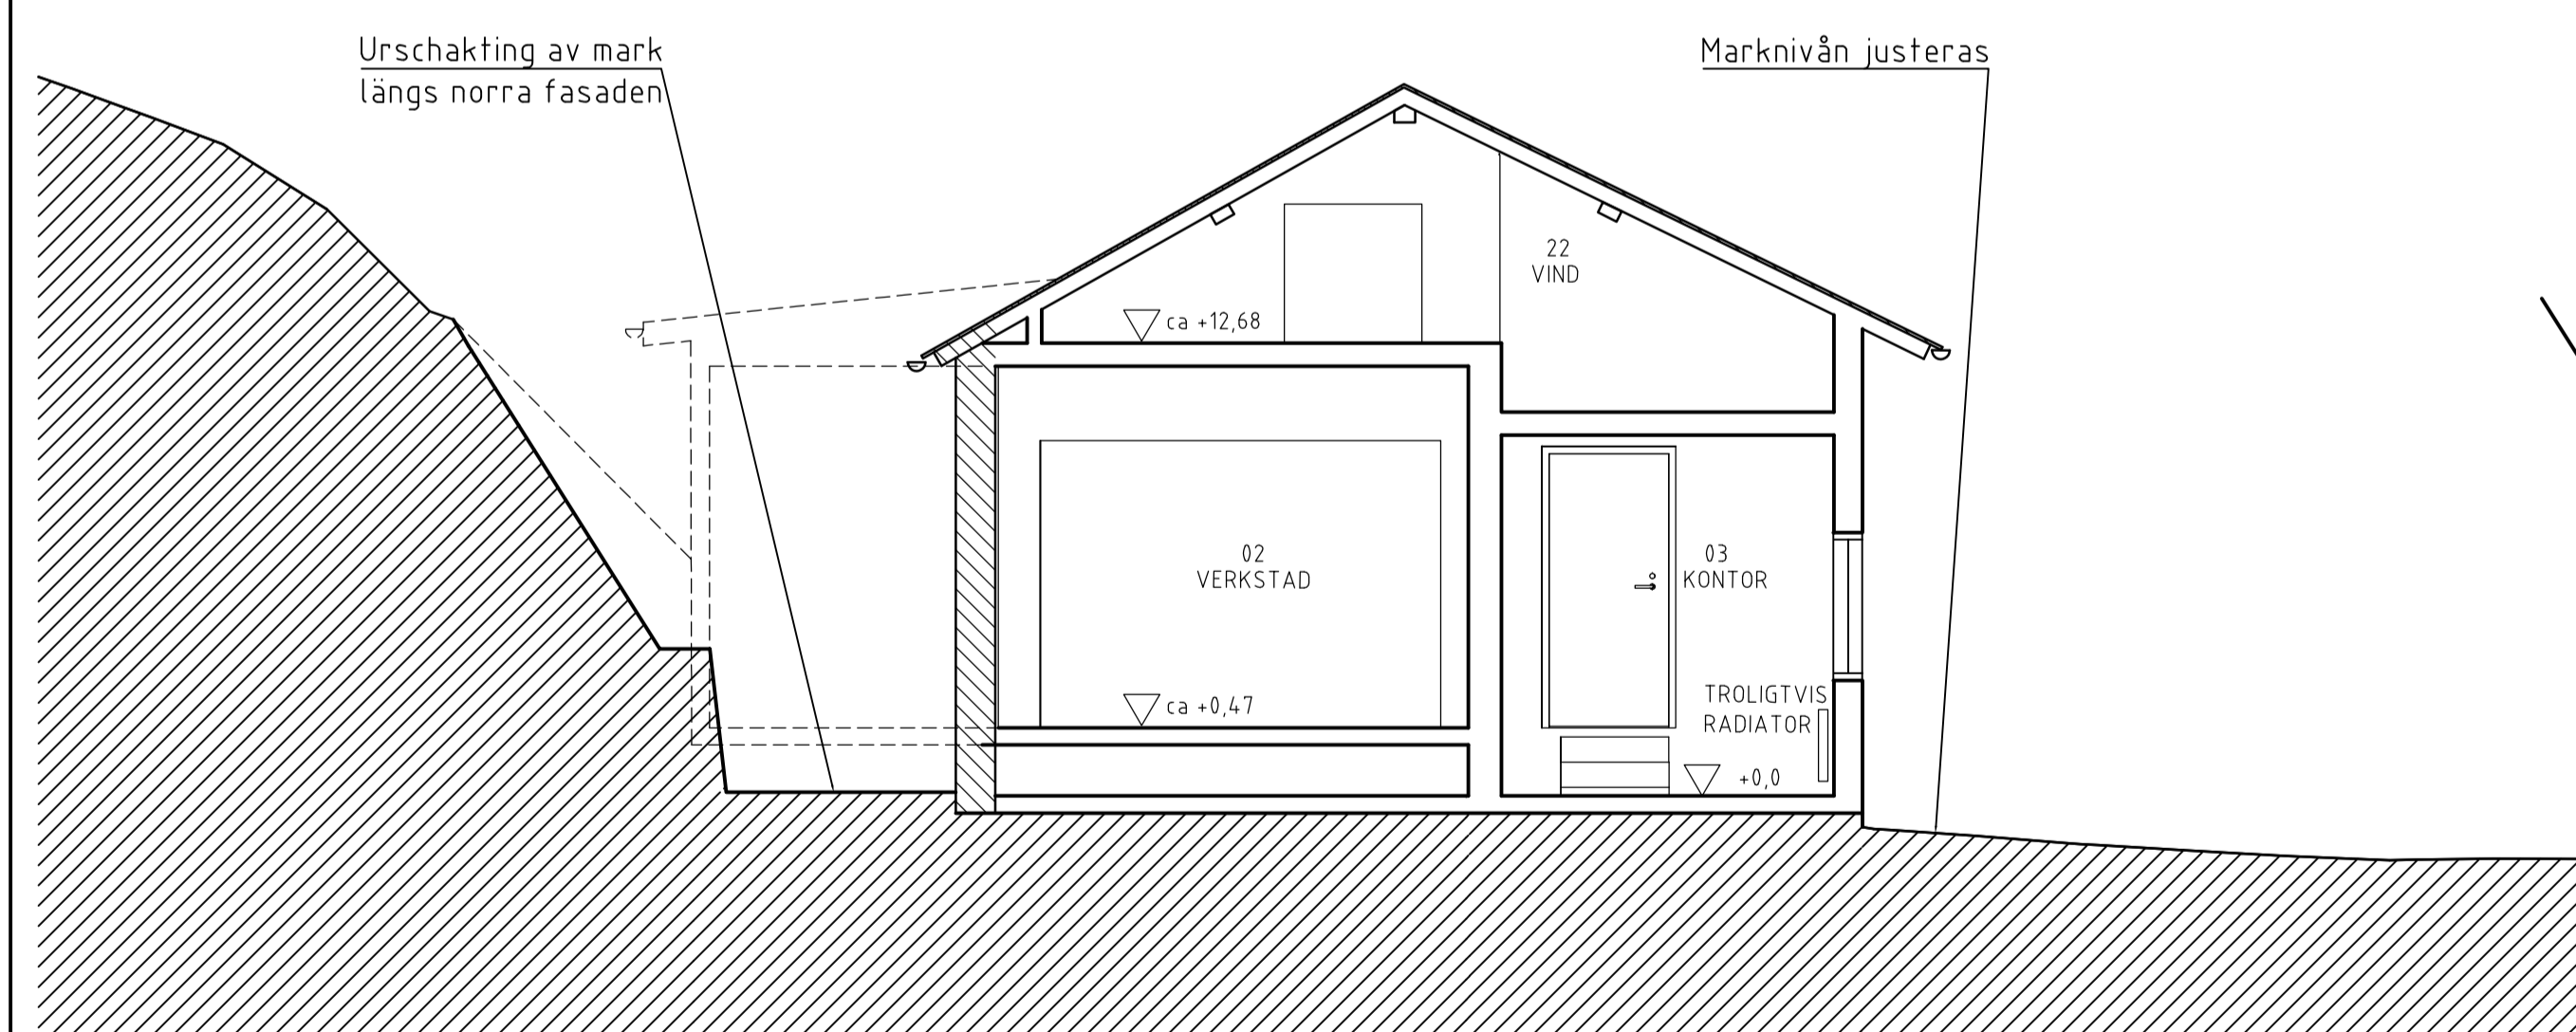 Urschakting av mark
längs norra fasaden
Marknivån justeras
22
VIND
ca +12,68
02
VERKSTAD
03
KONTOR
TROLIGTVIS
RADIATOR
ca +0,47
+0,0